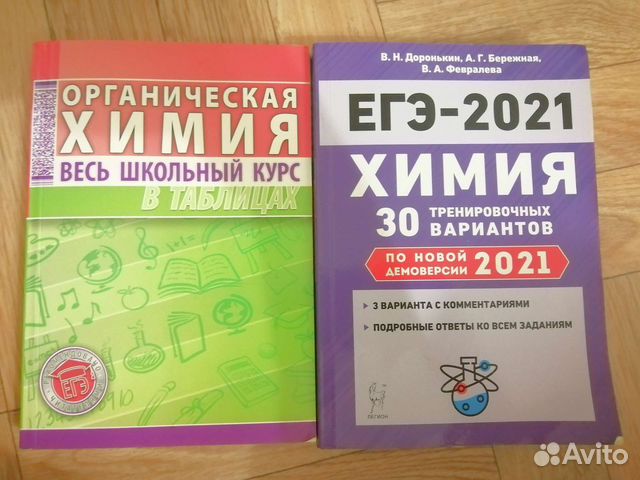 ОРГАНИЧЕСКАЯ
ХИМИЯ
ВЕСЬ ШКОЛЬНЫЙ КУРС
В ТАБЛИЦАХ
ЕГЭ
В. Н. Доронькин, А. Г. Бережная,
В. А. Февралева
ЕГЭ-2021
ХИМИЯ
30 ТРЕНИРОВОЧНЫХ
ВАРИАНТОВ
ПО НОВОЙ
ДЕМОВЕРСИИ 2021
3 ВАРИАНТА С КОММЕНТАРИЯМИ
ПОДРОБНЫЕ ОТВЕТЫ КО ВСЕМ ЗАДАНИЯМ
ЛЕГИОН
Avito